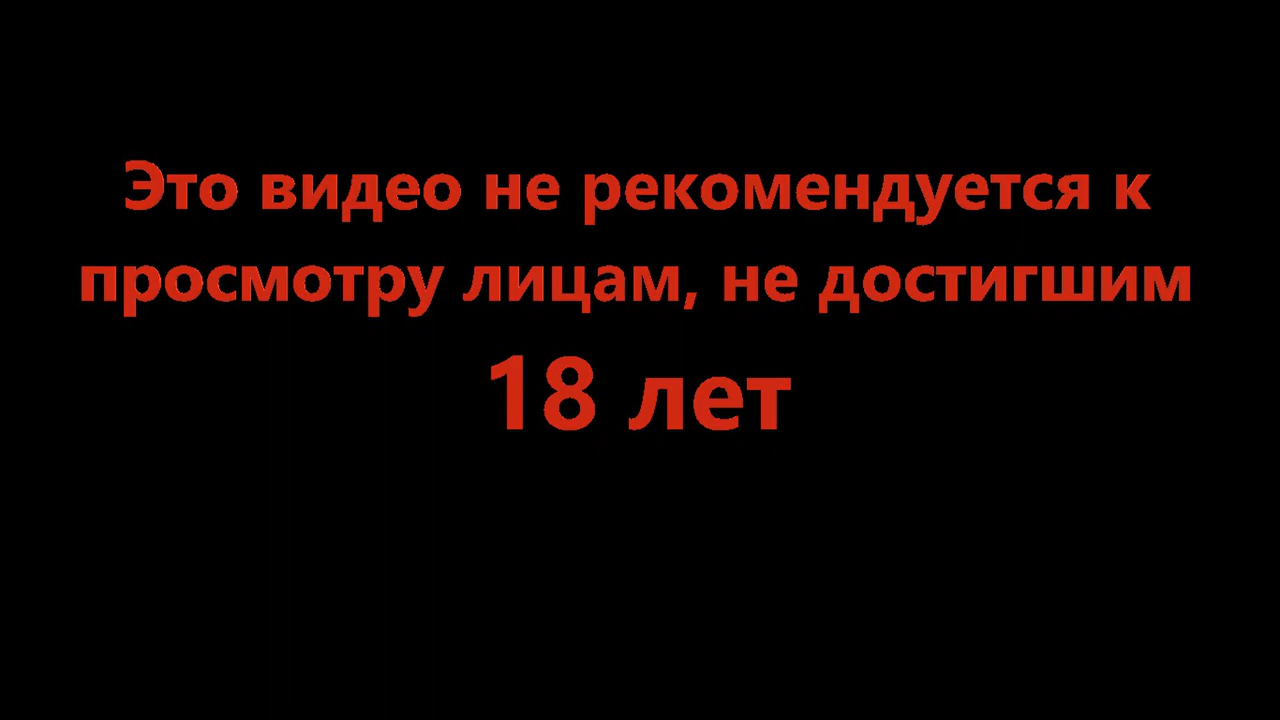 Это видео не рекомендуется к
просмотру лицам, не достигшим
18 лет